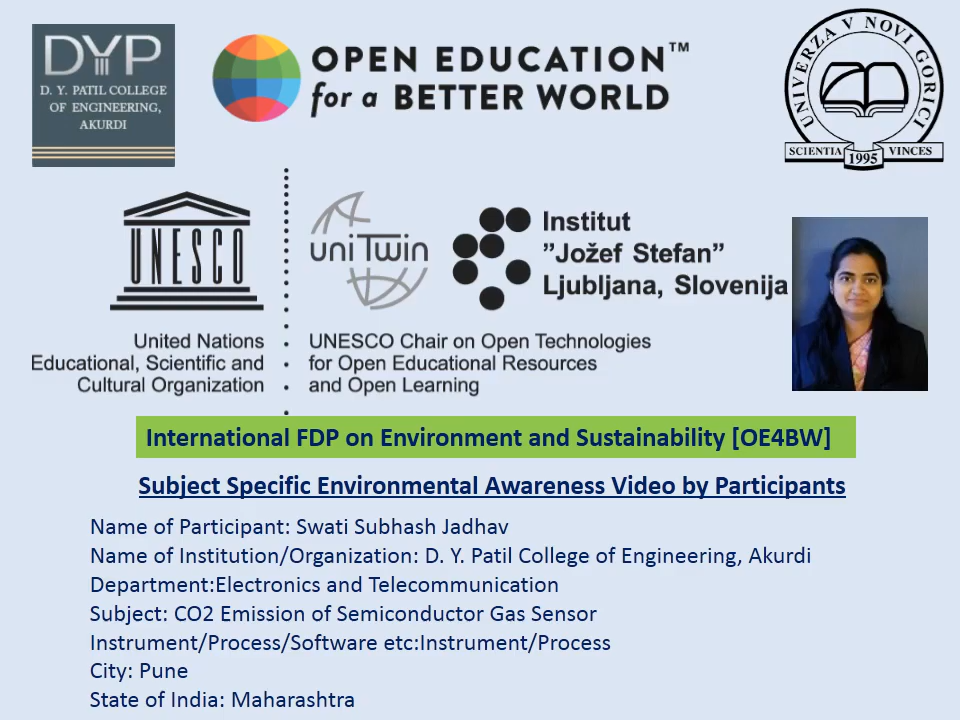 DYP
D. Y. PATIL COLLEGE
OF ENGINEERING,
AKURDI
OPEN EDUCATION™
for a BETTER WORLD
UNIVERZA V NOVI GORICI
SCIENTIA VINCES
1995
UNESCO
uniTwin
Institut
”Jožef Stefan”
Ljubljana, Slovenija
United Nations
Educational, Scientific and
Cultural Organization
UNESCO Chair on Open Technologies
for Open Educational Resources
and Open Learning
International FDP on Environment and Sustainability [OE4BW]
Subject Specific Environmental Awareness Video by Participants
Name of Participant: Swati Subhash Jadhav
Name of Institution/Organization: D. Y. Patil College of Engineering, Akurdi
Department:Electronics and Telecommunication
Subject: CO2 Emission of Semiconductor Gas Sensor
Instrument/Process/Software etc:Instrument/Process
City: Pune
State of India: Maharashtra